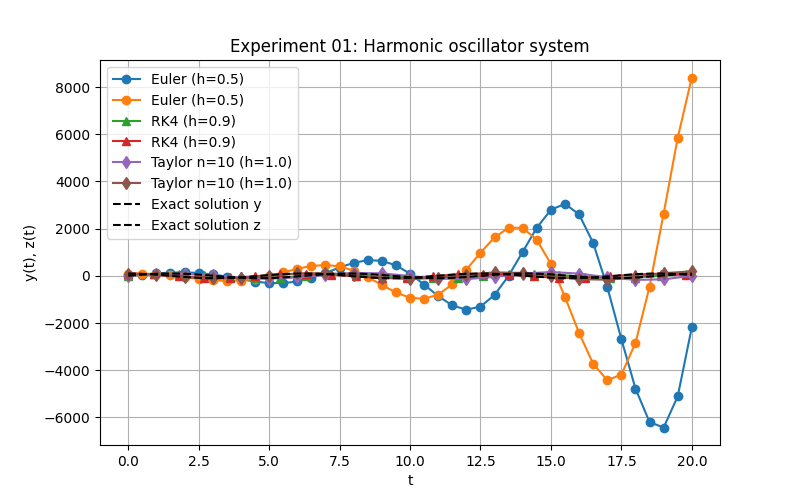 Experiment 01: Harmonic oscillator system
Euler (h=0.5)
Euler (h=0.5)
RK4 (h=0.9)
RK4 (h=0.9)
Taylor n=10 (h=1.0)
Taylor n=10 (h=1.0)
Exact solution y
Exact solution z
8000
6000
4000
2000
0
−2000
−4000
−6000
y(t), z(t)
0.0 2.5 5.0 7.5 10.0 12.5 15.0 17.5 20.0
t